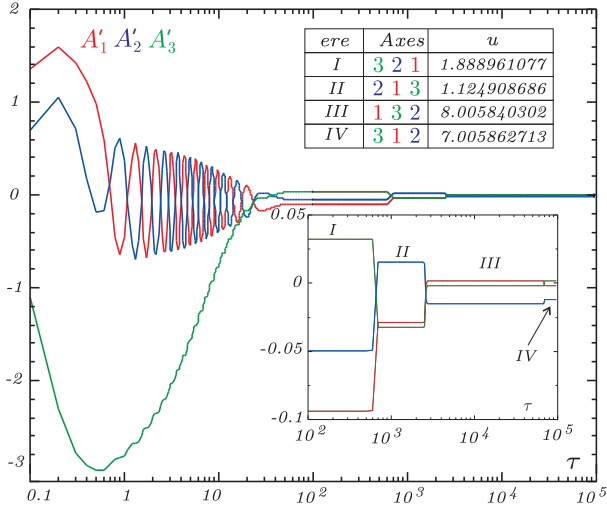 2
1
0
-1
-2
-3
A′1 A′2 A′3
ere Axes u
I 3 2 1 1.888961077
II 2 1 3 1.124908686
III 1 3 2 8.005840302
IV 3 1 2 7.005862713
0.05
0
-0.05
-0.1
I
II
III
IV
τ
10^2 10^3 10^4 10^5
τ
0.1 1 10 10^2 10^3 10^4 10^5